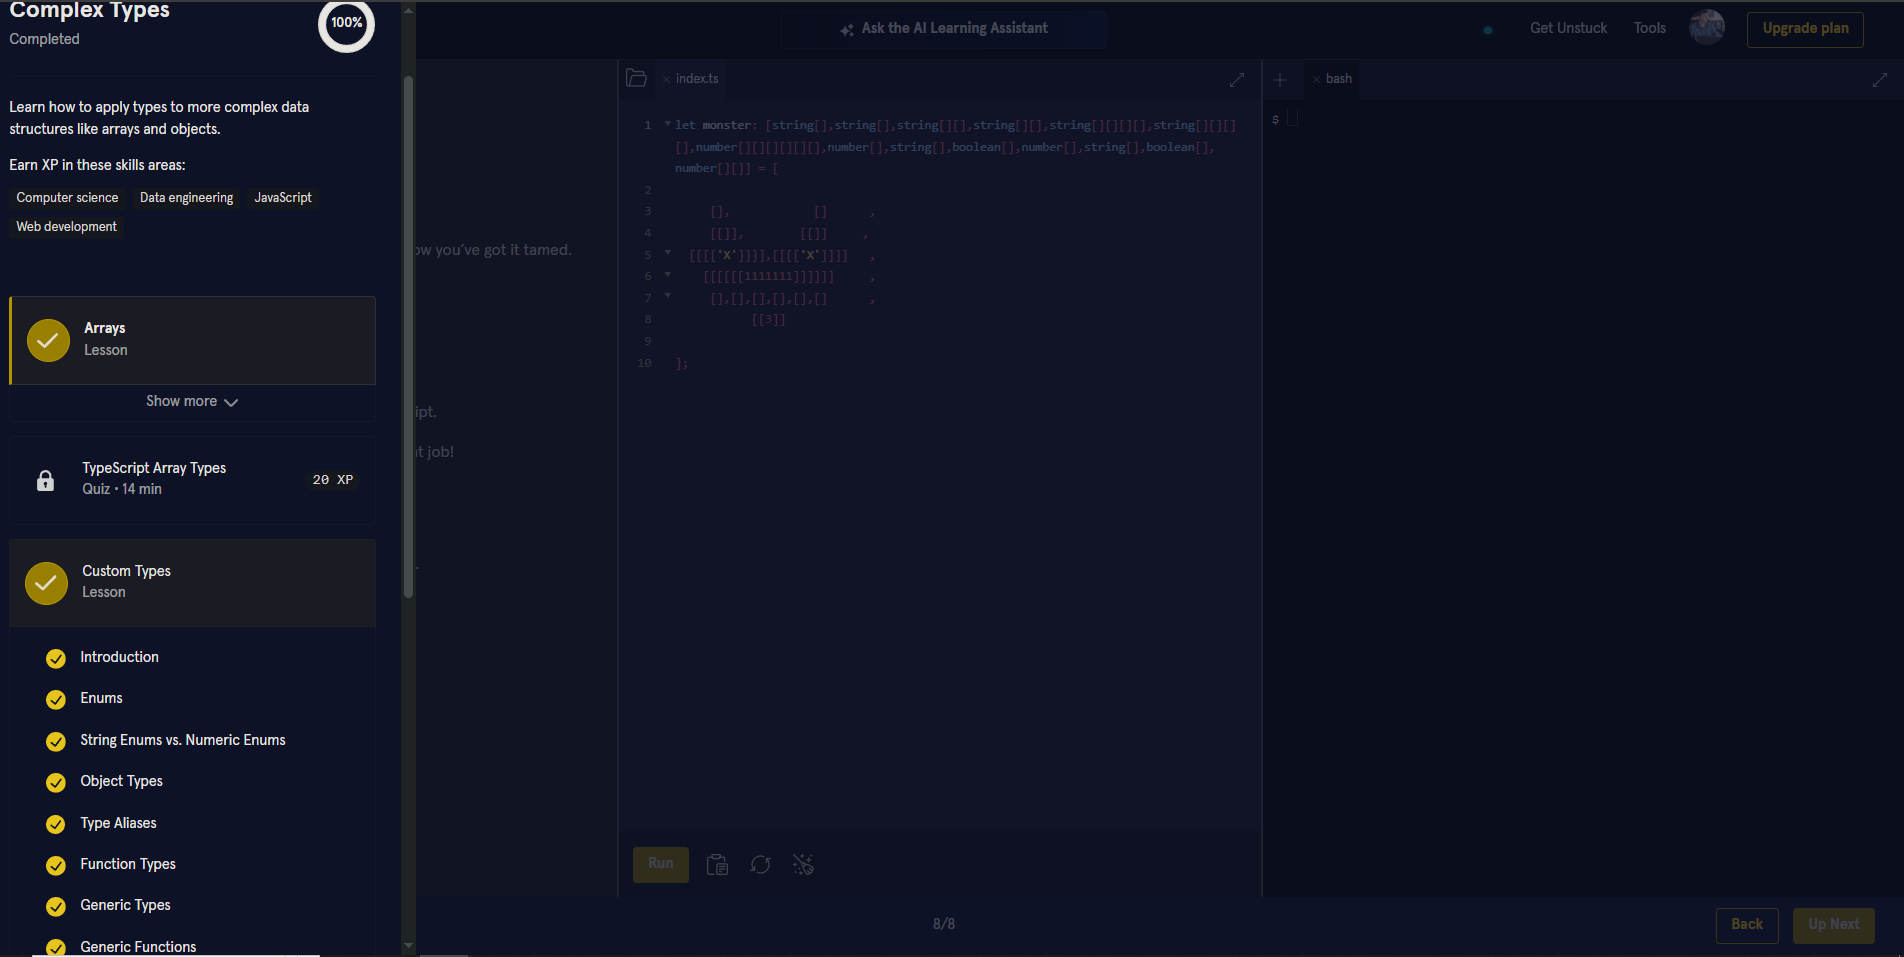 Complex Types
100%
Completed
Learn how to apply types to more complex data
structures like arrays and objects.
Earn XP in these skills areas:
Computer science
Data engineering
JavaScript
Web development
Arrays
Lesson
Show more
TypeScript Array Types
Quiz • 14 min
20 XP
Custom Types
Lesson
Introduction
Enums
String Enums vs. Numeric Enums
Object Types
Type Aliases
Function Types
Generic Types
Generic Functions
Ask the AI Learning Assistant
Get Unstuck
Tools
Upgrade plan
ow you've got it tamed.
ipt.
t job!
index.ts
1 let monster: [string[],string[],string[][],string[][],string[][][][],string[][][]
[],number[][][][][][],number[],string[],boolean[],number[],string[],boolean[],
number[][]] = [
2
3 [], [] ,
4 [[]], [[]] ,
5 [[[['X']]]],[[[['X']]]] ,
6 [[[[[[1111111]]]]]] ,
7 [],[],[],[],[],[] ,
8 [[3]]
9
10 ];
bash
$
Run
8/8
Back
Up Next